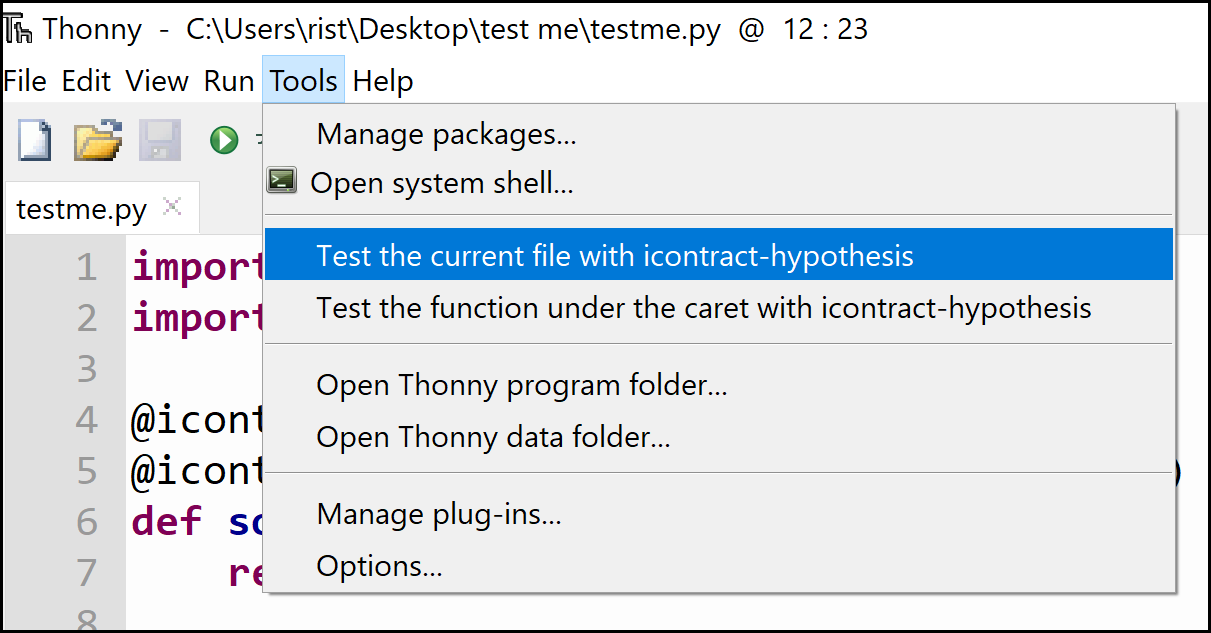 Thonny - C:\Users\rist\Desktop\test me\testme.py @ 12 : 23
File Edit View Run Tools Help
Manage packages...
Open system shell...
testme.py
Test the current file with icontract-hypothesis
Test the function under the caret with icontract-hypothesis
Open Thonny program folder...
Open Thonny data folder...
Manage plug-ins...
Options...
1 import
2 import
3
4 @icont
5 @icont )
6 def so
7 re
8